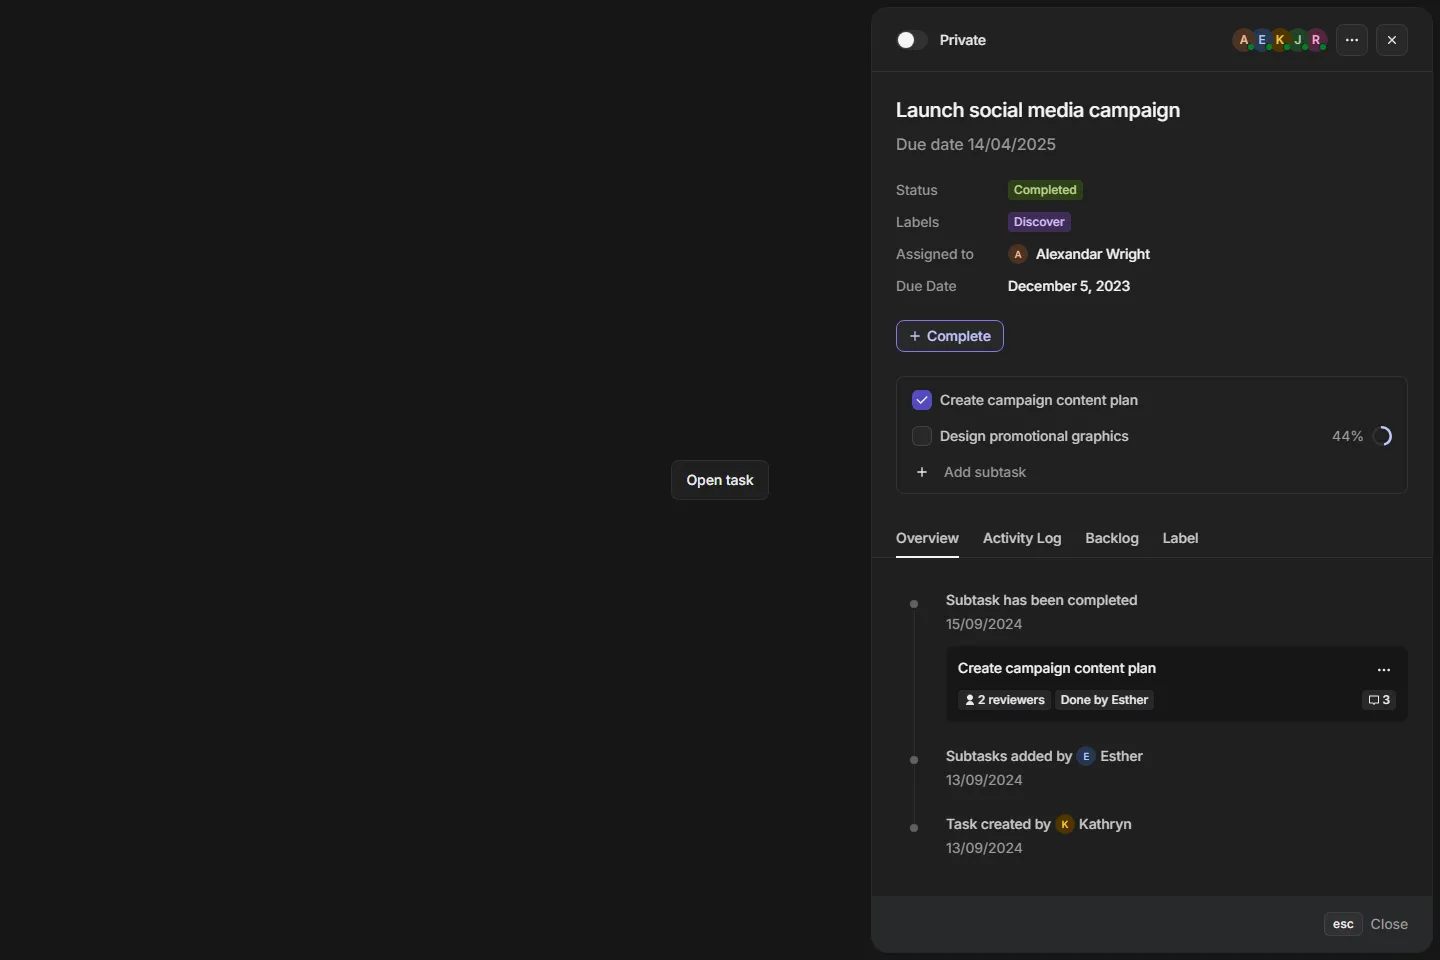 Private
A E K J R
Launch social media campaign
Due date 14/04/2025
Status Completed
Labels Discover
Assigned to A Alexandar Wright
Due Date December 5, 2023
+ Complete
Create campaign content plan
Design promotional graphics 44%
+ Add subtask
Open task
Overview Activity Log Backlog Label
Subtask has been completed
15/09/2024
Create campaign content plan
2 reviewers Done by Esther 3
Subtasks added by E Esther
13/09/2024
Task created by K Kathryn
13/09/2024
esc Close